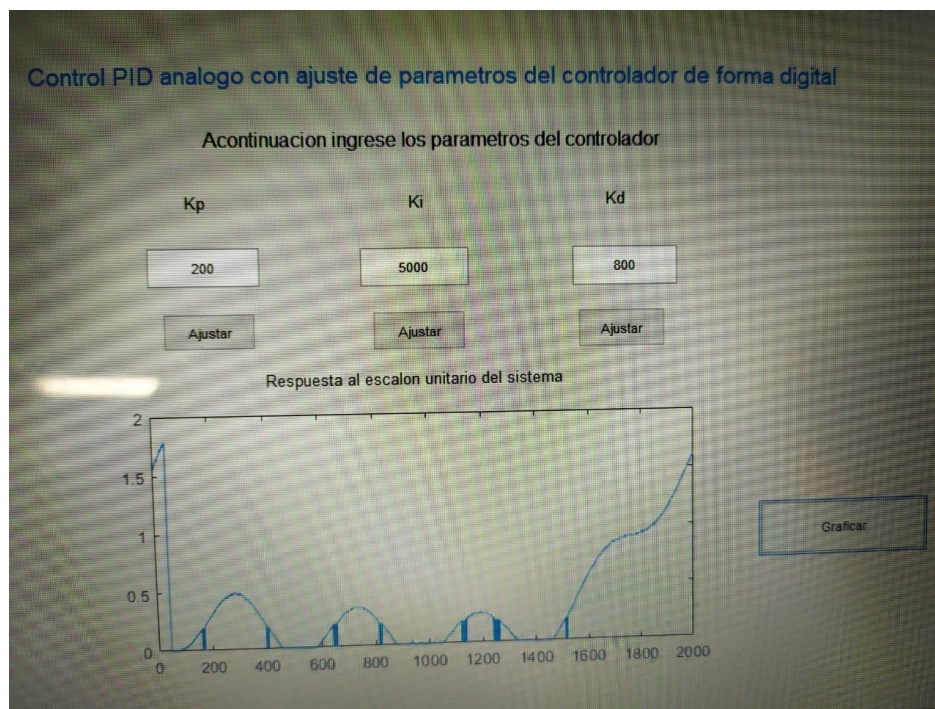 Control PID analogo con ajuste de parametros del controlador de forma digital
Acontinuacion ingrese los parametros del controlador
Kp Ki Kd
200 5000 800
Ajustar Ajustar Ajustar
Respuesta al escalon unitario del sistema
2
1.5
1
0.5
0
0 200 400 600 800 1000 1200 1400 1600 1800 2000
Graficar